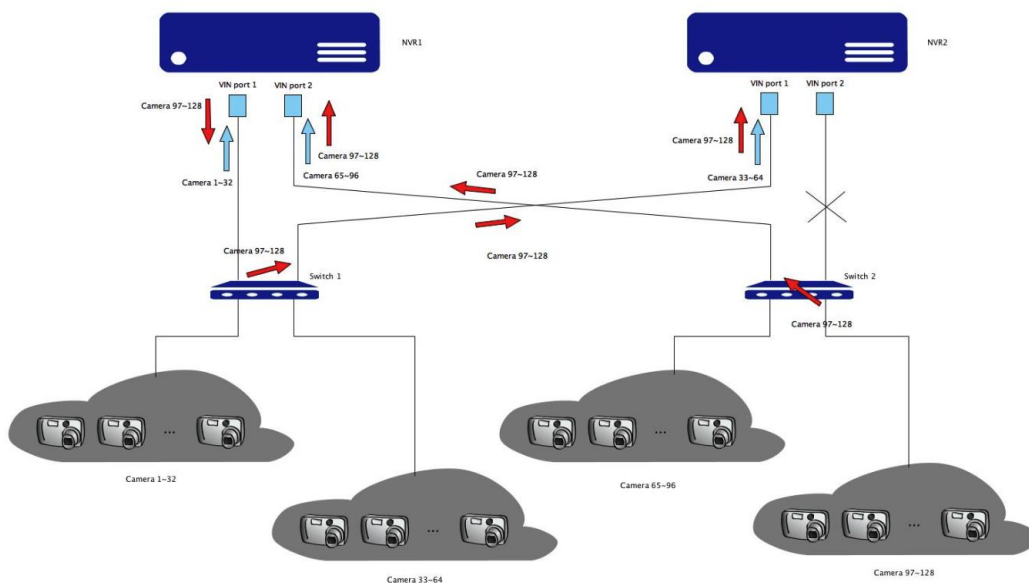 NVR1
NVR2
VIN port 1
VIN port 2
VIN port 1
VIN port 2
Camera 97~128
Camera 97~128
Camera 1~32
Camera 65~96
Camera 97~128
Camera 97~128
Camera 33~64
Camera 97~128
Camera 97~128
Switch 1
Switch 2
Camera 97~128
...
...
Camera 1~32
Camera 65~96
...
...
Camera 33~64
Camera 97~128